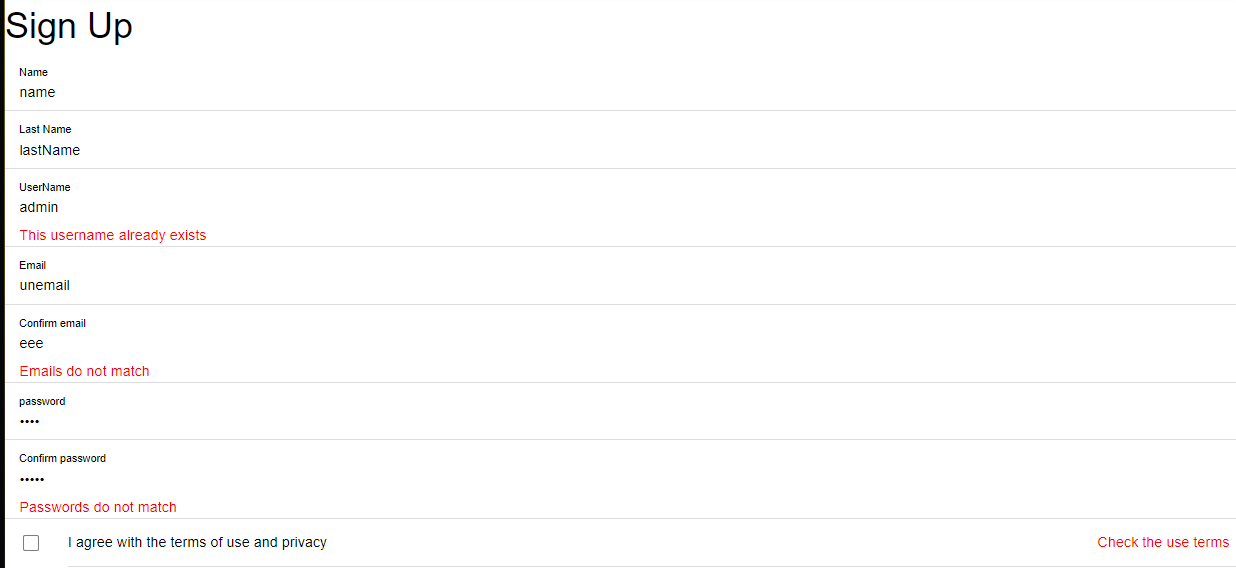 Sign Up
Name
name
Last Name
lastName
UserName
admin
This username already exists
Email
unemail
Confirm email
eee
Emails do not match
password
••••
Confirm password
•••••
Passwords do not match
I agree with the terms of use and privacy Check the use terms